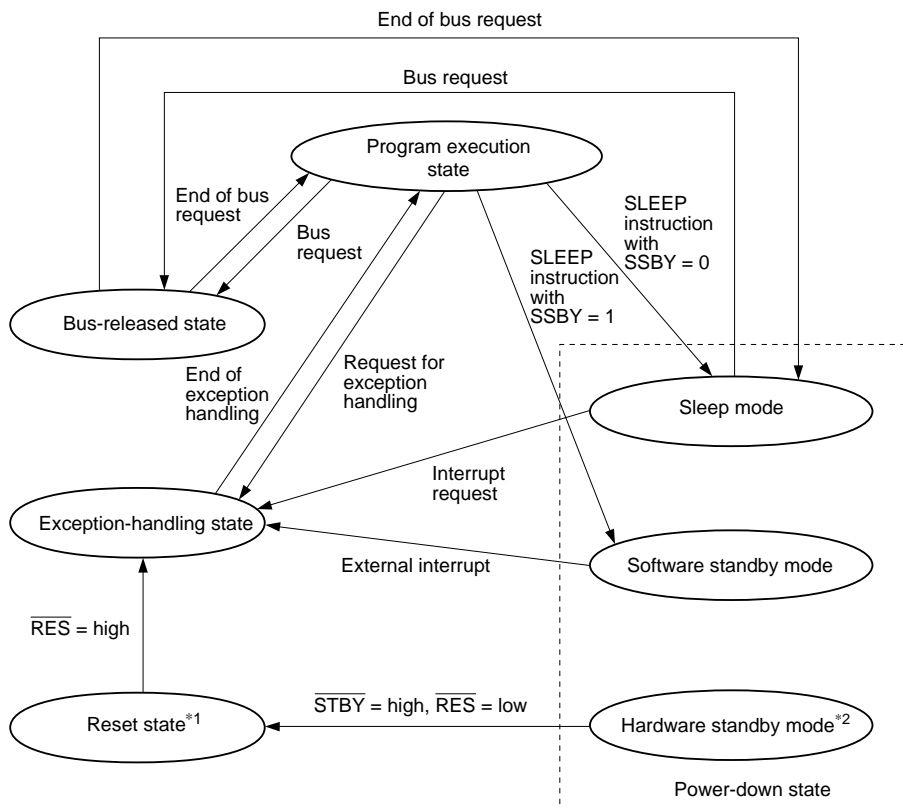 End of bus request
Bus request
Program execution
state
End of bus
request
Bus
request
SLEEP
instruction
with
SSBY = 0
SLEEP
instruction
with
SSBY = 1
Bus-released state
End of
exception
handling
Request for
exception
handling
Sleep mode
Interrupt
request
Exception-handling state
External interrupt
Software standby mode
R̅E̅S̅ = high
S̅T̅B̅Y̅ = high, R̅E̅S̅ = low
Reset state*1
Hardware standby mode*2
Power-down state